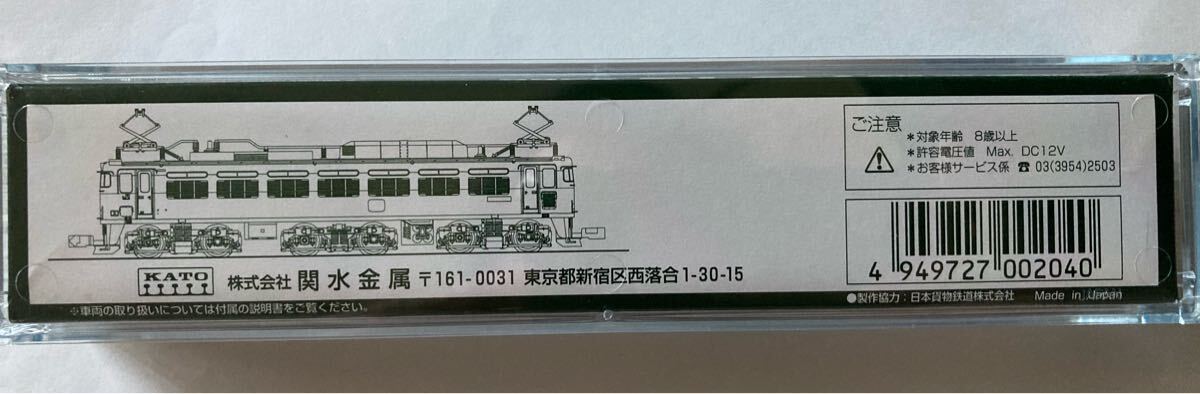 ご注意
*対象年齢 8歳以上
*許容電圧値 Max. DC12V
*お客様サービス係 ☎ 03(3954)2503
4 949727 002040
KATO
株式会社 関水金属 〒161-0031 東京都新宿区西落合1-30-15
*車両の取り扱いについては付属の説明書をご覧ください。
●製作協力:日本貨物鉄道株式会社 Made in Japan